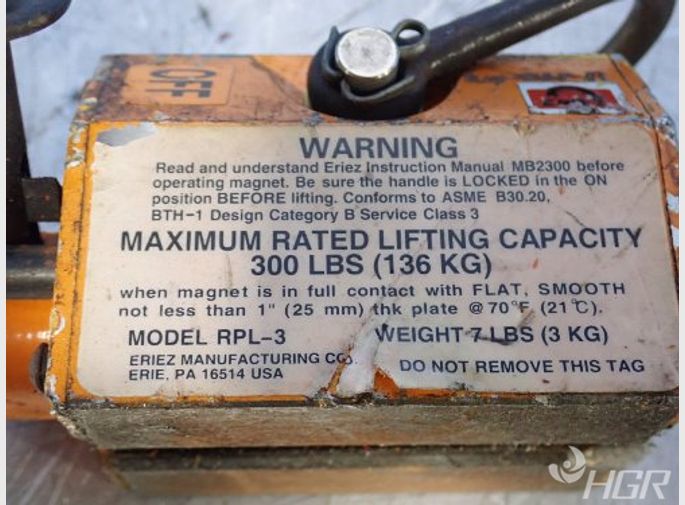 OFF
WARNING
Read and understand Eriez Instruction Manual MB2300 before
operating magnet. Be sure the handle is LOCKED in the ON
position BEFORE lifting. Conforms to ASME B30.20,
BTH-1 Design Category B Service Class 3
MAXIMUM RATED LIFTING CAPACITY
300 LBS (136 KG)
when magnet is in full contact with FLAT, SMOOTH
not less than 1" (25 mm) thk plate @ 70°F (21°C).
MODEL RPL-3 WEIGHT 7 LBS (3 KG)
ERIEZ MANUFACTURING CO.
ERIE, PA 16514 USA DO NOT REMOVE THIS TAG
HGR